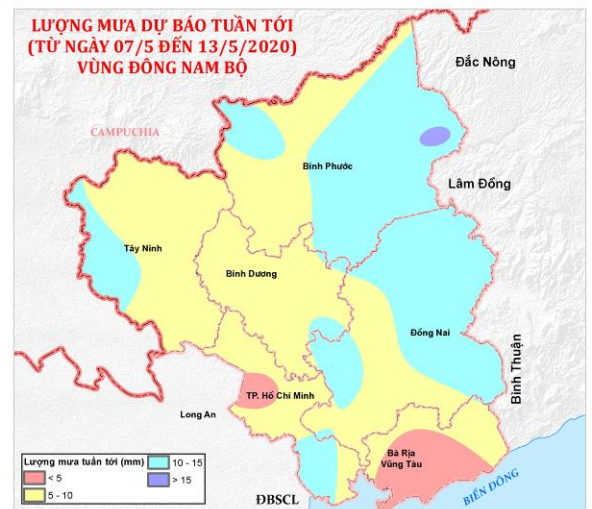 LƯỢNG MƯA DỰ BÁO TUẦN TỚI
(TỪ NGÀY 07/5 ĐẾN 13/5/2020)
VÙNG ĐÔNG NAM BỘ
Đắc Nông
CAMPUCHIA
Bình Phước
Lâm Đồng
Tây Ninh
Bình Dương
Đồng Nai
Bình Thuận
TP. Hồ Chí Minh
Long An
Bà Rịa
Vũng Tàu
Lượng mưa tuần tới (mm)
< 5
5 - 10
10 - 15
> 15
ĐBSCL
BIỂN ĐÔNG